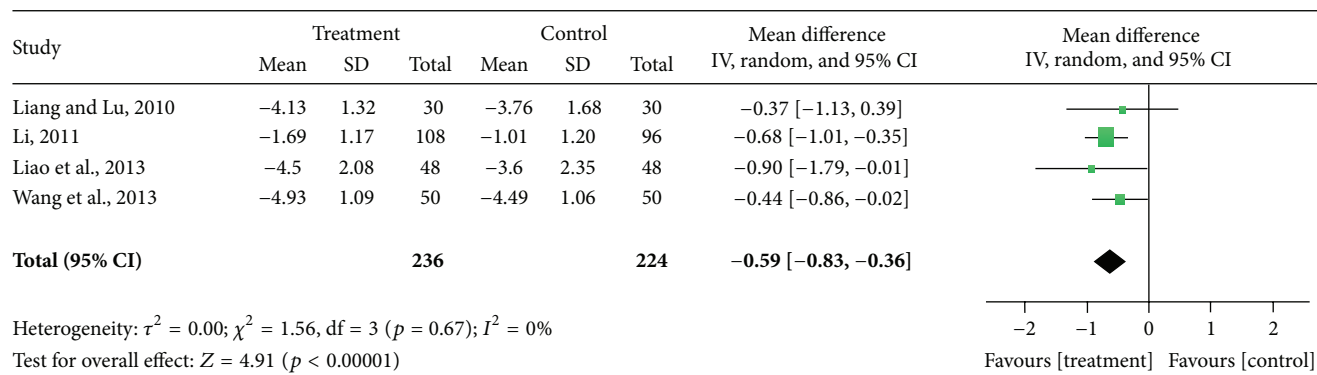 Study Treatment Control Mean difference Mean difference
Mean SD Total Mean SD Total IV, random, and 95% CI IV, random, and 95% CI
Liang and Lu, 2010 −4.13 1.32 30 −3.76 1.68 30 −0.37 [−1.13, 0.39]
Li, 2011 −1.69 1.17 108 −1.01 1.20 96 −0.68 [−1.01, −0.35]
Liao et al., 2013 −4.5 2.08 48 −3.6 2.35 48 −0.90 [−1.79, −0.01]
Wang et al., 2013 −4.93 1.09 50 −4.49 1.06 50 −0.44 [−0.86, −0.02]
Total (95% CI) 236 224 −0.59 [−0.83, −0.36]
Heterogeneity: τ² = 0.00; χ² = 1.56, df = 3 (p = 0.67); I² = 0%
Test for overall effect: Z = 4.91 (p < 0.00001)
−2 −1 0 1 2
Favours [treatment] Favours [control]